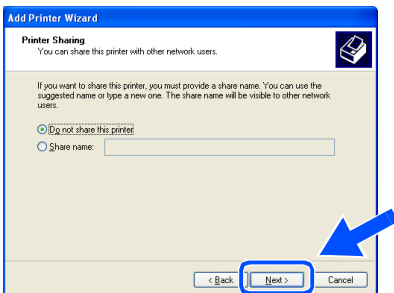 Add Printer Wizard
Printer Sharing
You can share this printer with other network users.
If you want to share this printer, you must provide a share name. You can use the
suggested name or type a new one. The share name will be visible to other network
users.
Do not share this printer
Share name:
< Back Next > Cancel